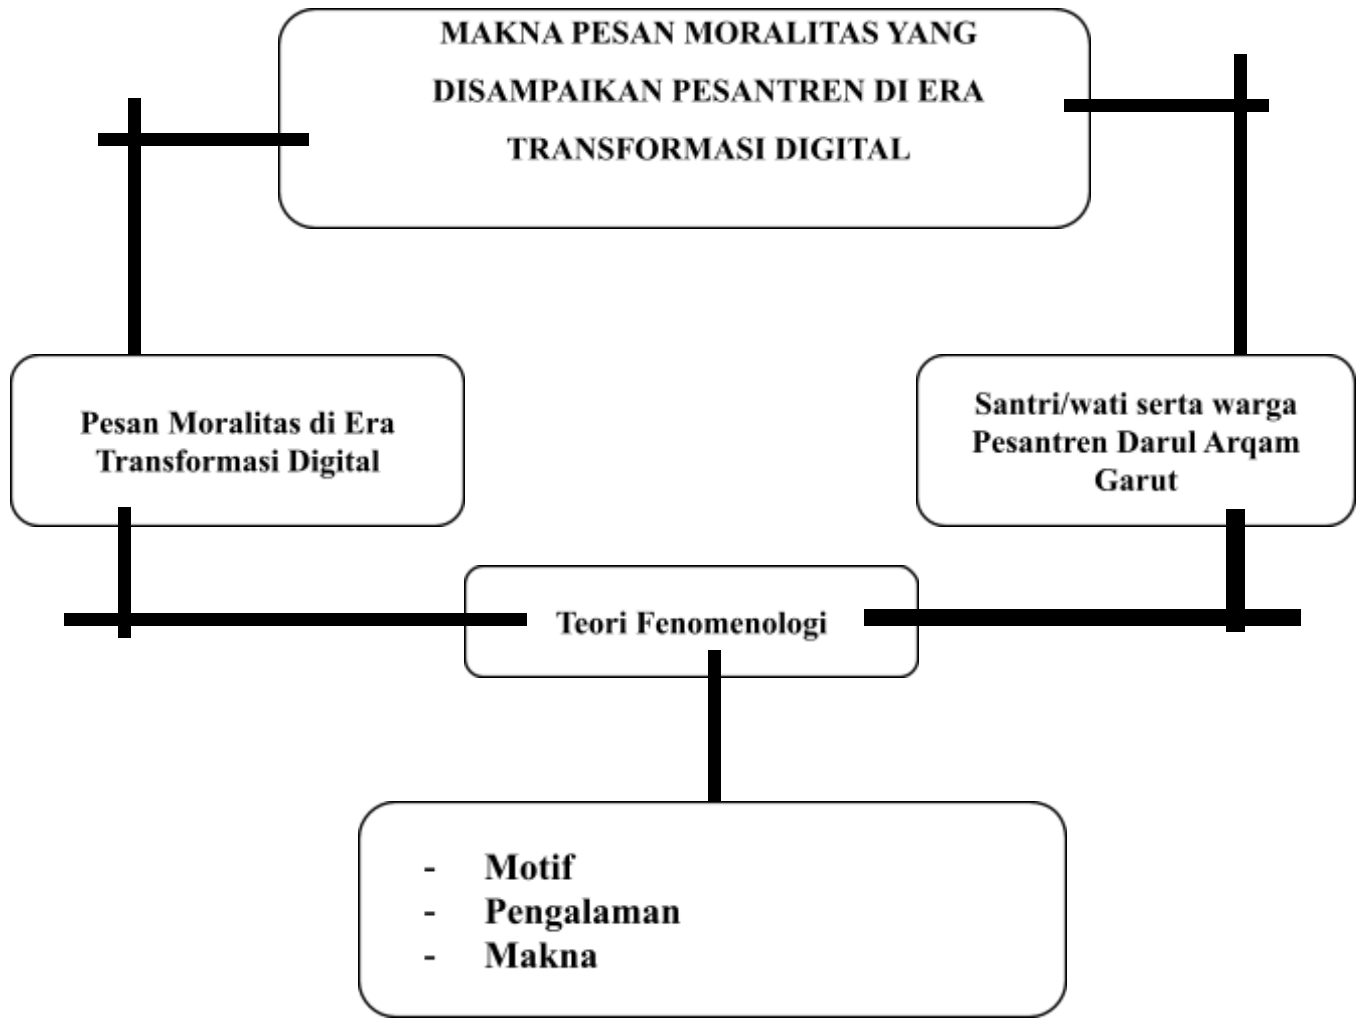 MAKNA PESAN MORALITAS YANG
DISAMPAIKAN PESANTREN DI ERA
TRANSFORMASI DIGITAL
Pesan Moralitas di Era
Transformasi Digital
Santri/wati serta warga
Pesantren Darul Arqam
Garut
Teori Fenomenologi
- Motif
- Pengalaman
- Makna